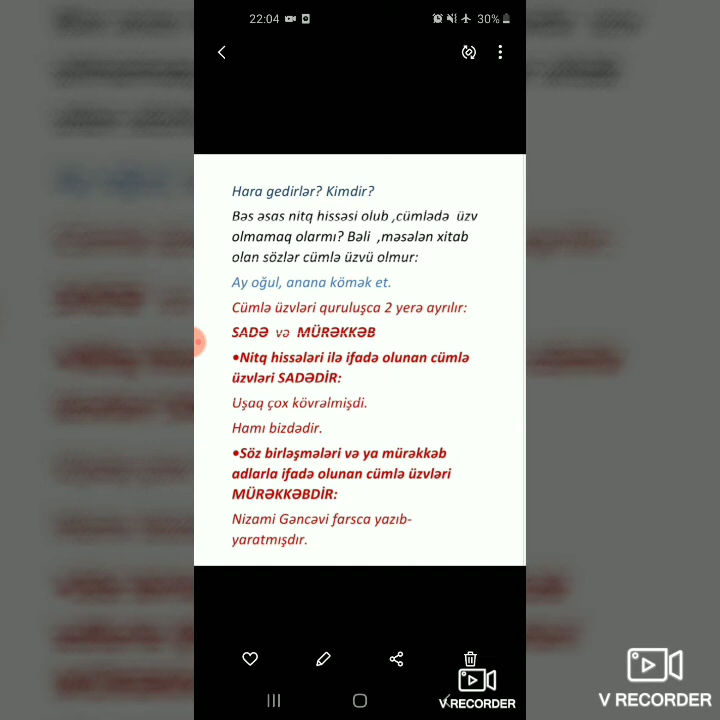 22:04
30%
Hara gedirlər? Kimdir?
Bəs əsas nitq hissəsi olub ,cümlədə üzv
olmamaq olarmı? Bəli ,məsələn xitab
olan sözlər cümlə üzvü olmur:
Ay oğul, anana kömək et.
Cümlə üzvləri quruluşca 2 yerə ayrılır:
SADƏ və MÜRƏKKƏB
•Nitq hissələri ilə ifadə olunan cümlə
üzvləri SADƏDİR:
Uşaq çox kövrəlmişdi.
Hamı bizdədir.
•Söz birləşmələri və ya mürəkkəb
adlarla ifadə olunan cümlə üzvləri
MÜRƏKKƏBDİR:
Nizami Gəncəvi farsca yazıb-
yaratmışdır.
V RECORDER
V RECORDER